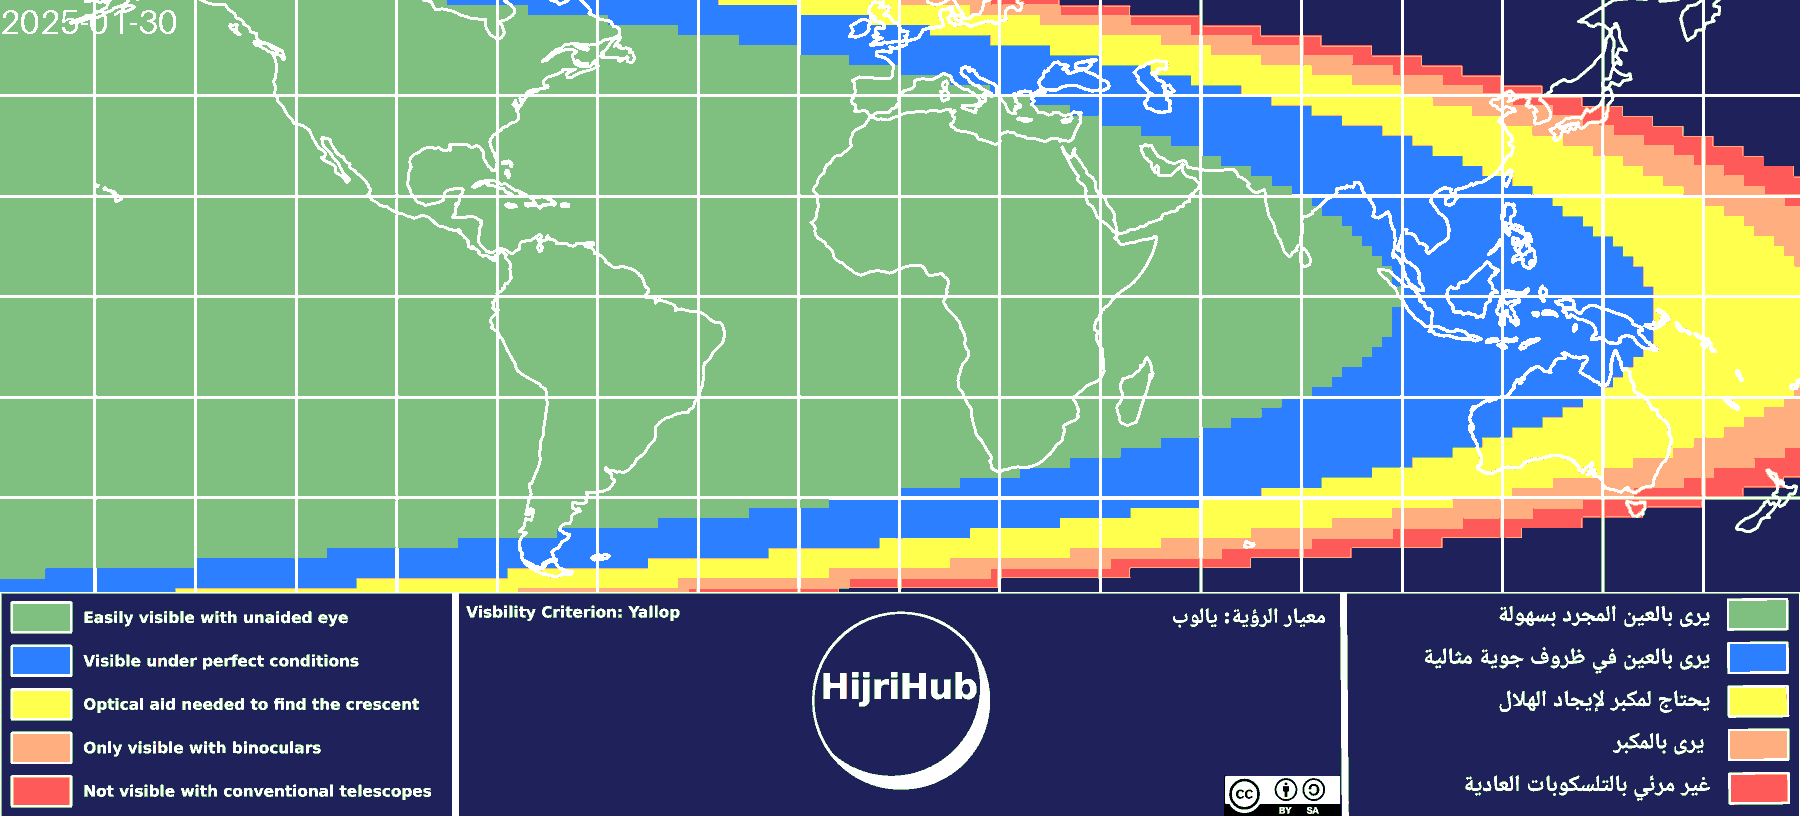 2025-01-30
Easily visible with unaided eye
Visible under perfect conditions
Optical aid needed to find the crescent
Only visible with binoculars
Not visible with conventional telescopes
Visbility Criterion: Yallop
معيار الرؤية: يالوب
HijriHub
cc
BY SA
يرى بالعين المجرد بسهولة
يرى بالعين في ظروف جوية مثالية
يحتاج لمكبر لإيجاد الهلال
يرى بالمكبر
غير مرئي بالتلسكوبات العادية